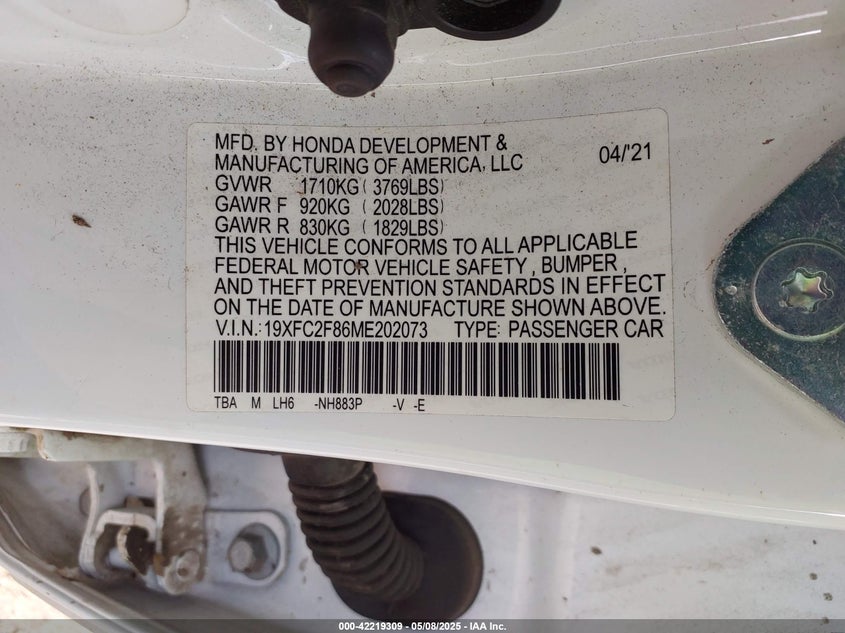 MFD. BY HONDA DEVELOPMENT &
MANUFACTURING OF AMERICA, LLC 04/'21
GVWR 1710KG ( 3769LBS)
GAWR F 920KG ( 2028LBS)
GAWR R 830KG ( 1829LBS)
THIS VEHICLE CONFORMS TO ALL APPLICABLE
FEDERAL MOTOR VEHICLE SAFETY , BUMPER ,
AND THEFT PREVENTION STANDARDS IN EFFECT
ON THE DATE OF MANUFACTURE SHOWN ABOVE.
V.I.N.:19XFC2F86ME202073 TYPE: PASSENGER CAR
TBA M LH6 -NH883P -V -E
000-42219309 - 05/08/2025 - IAA Inc.